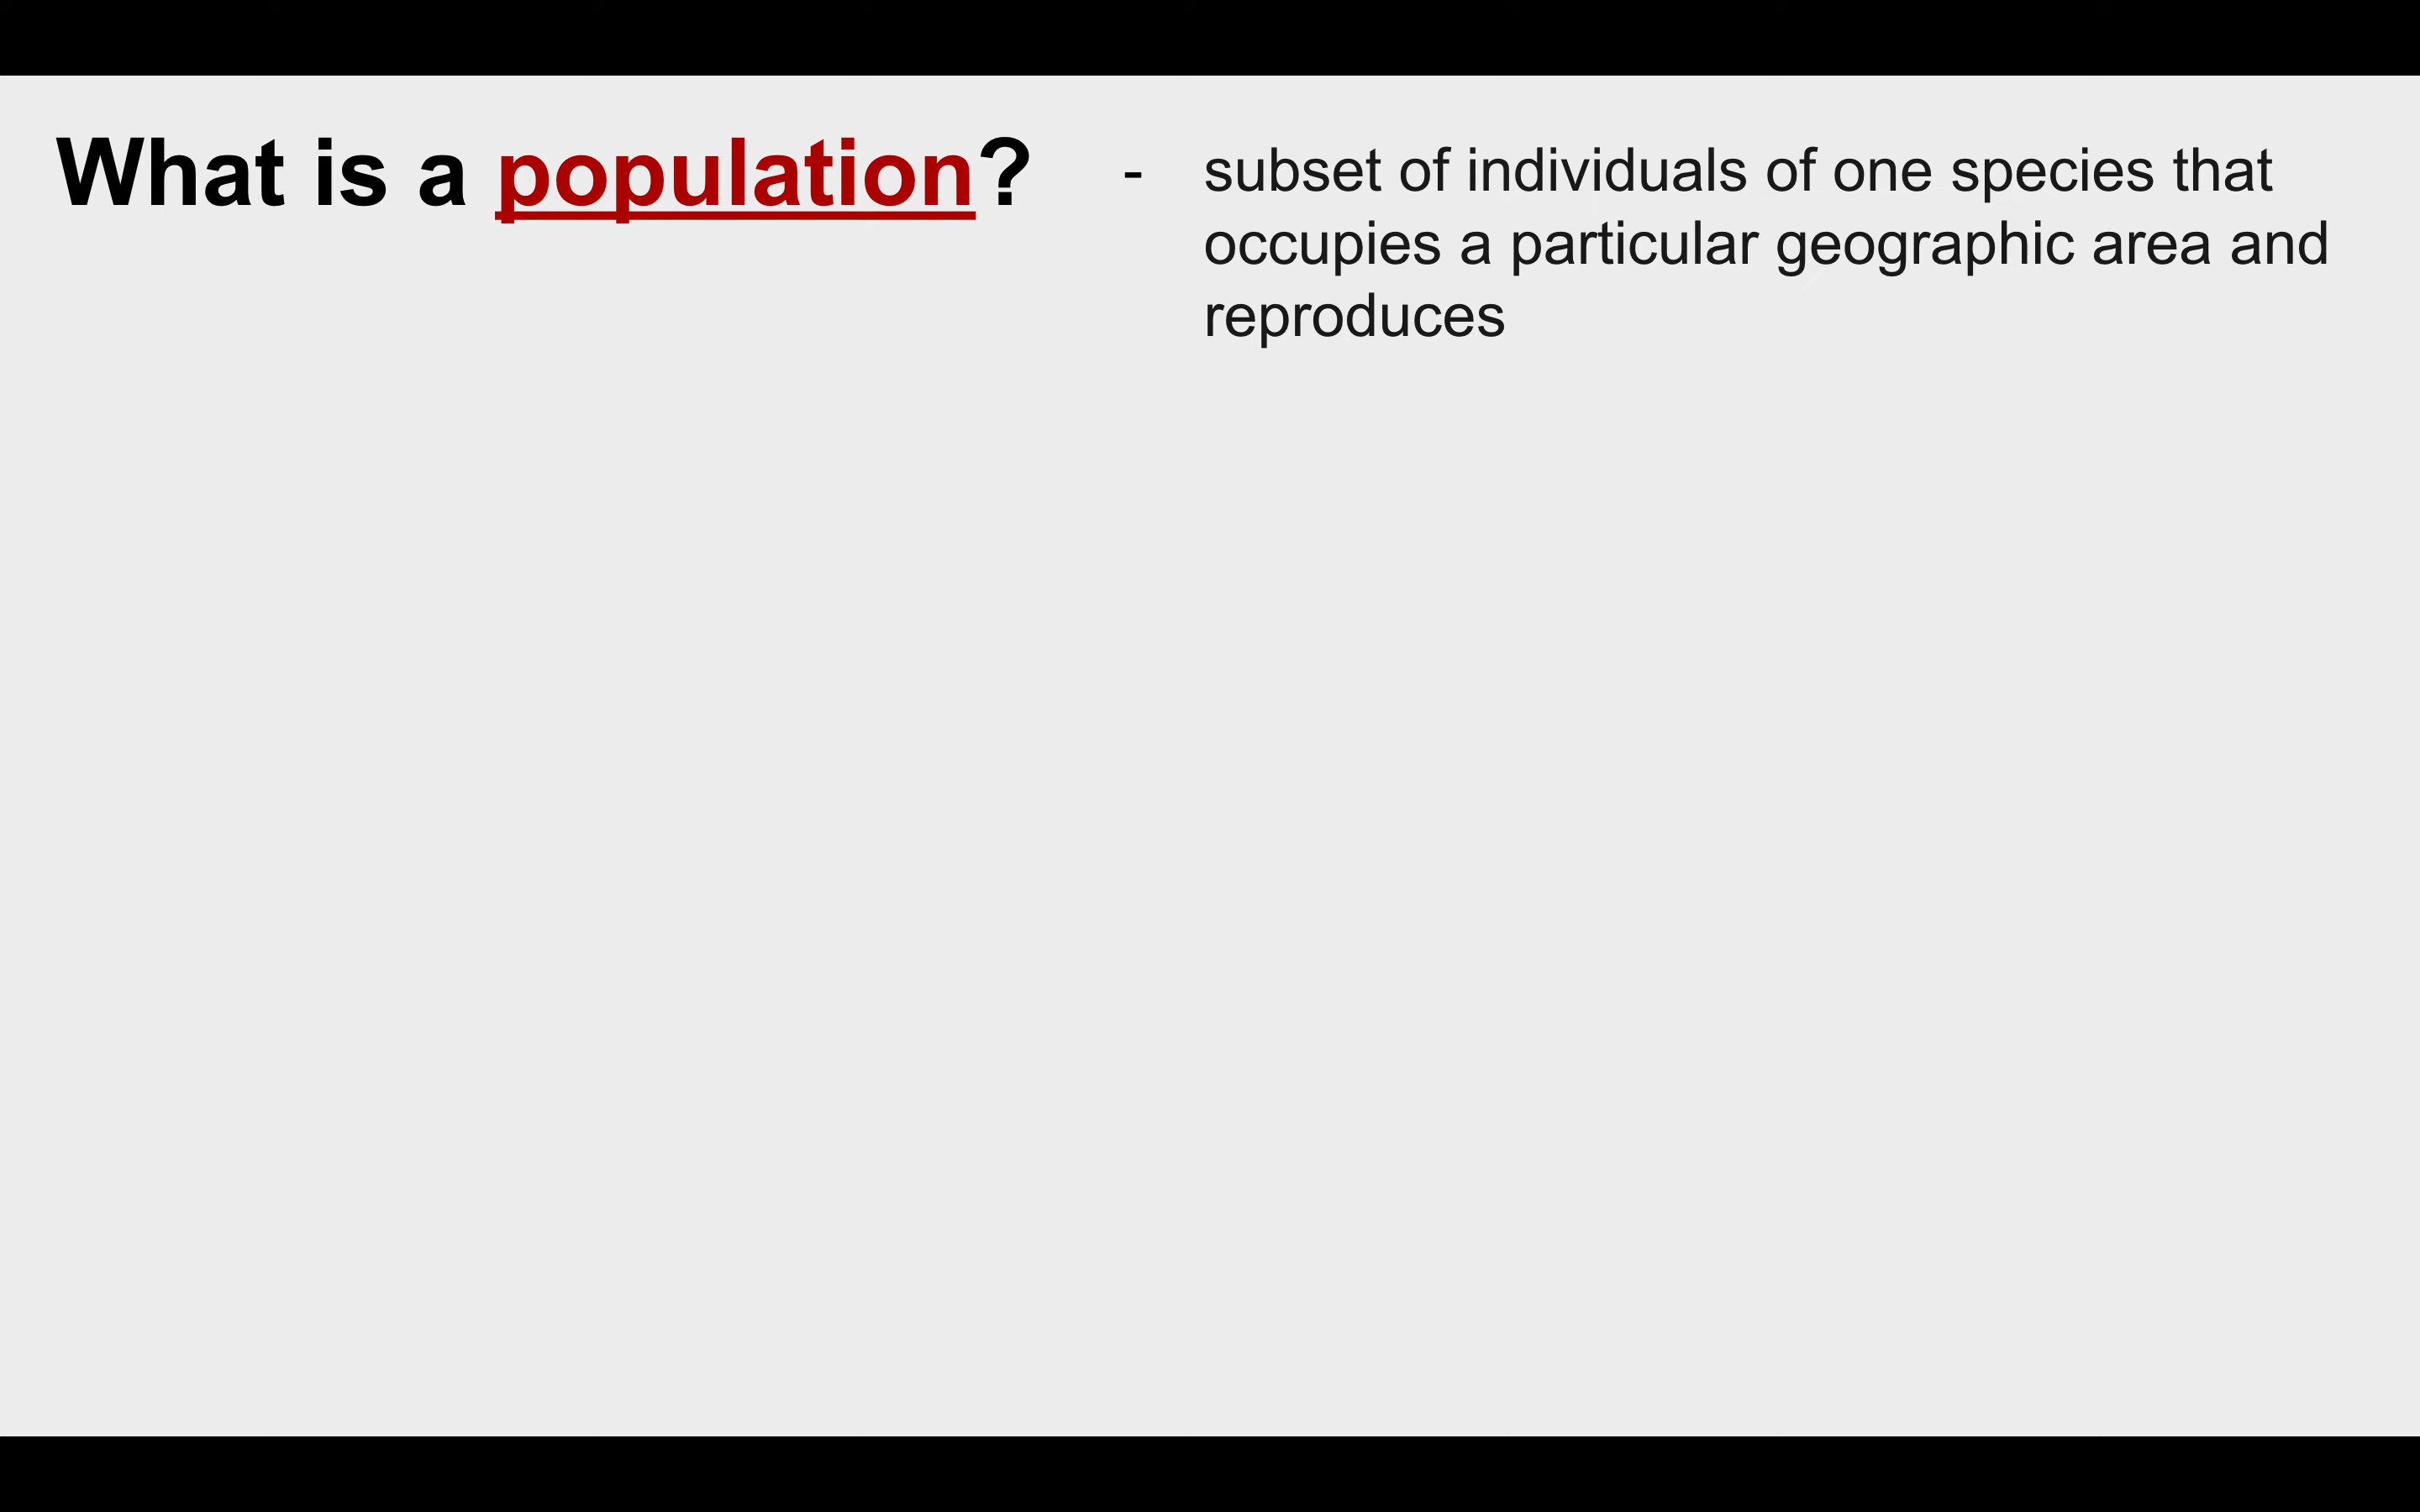 What is a population?
- subset of individuals of one species that
occupies a particular geographic area and
reproduces